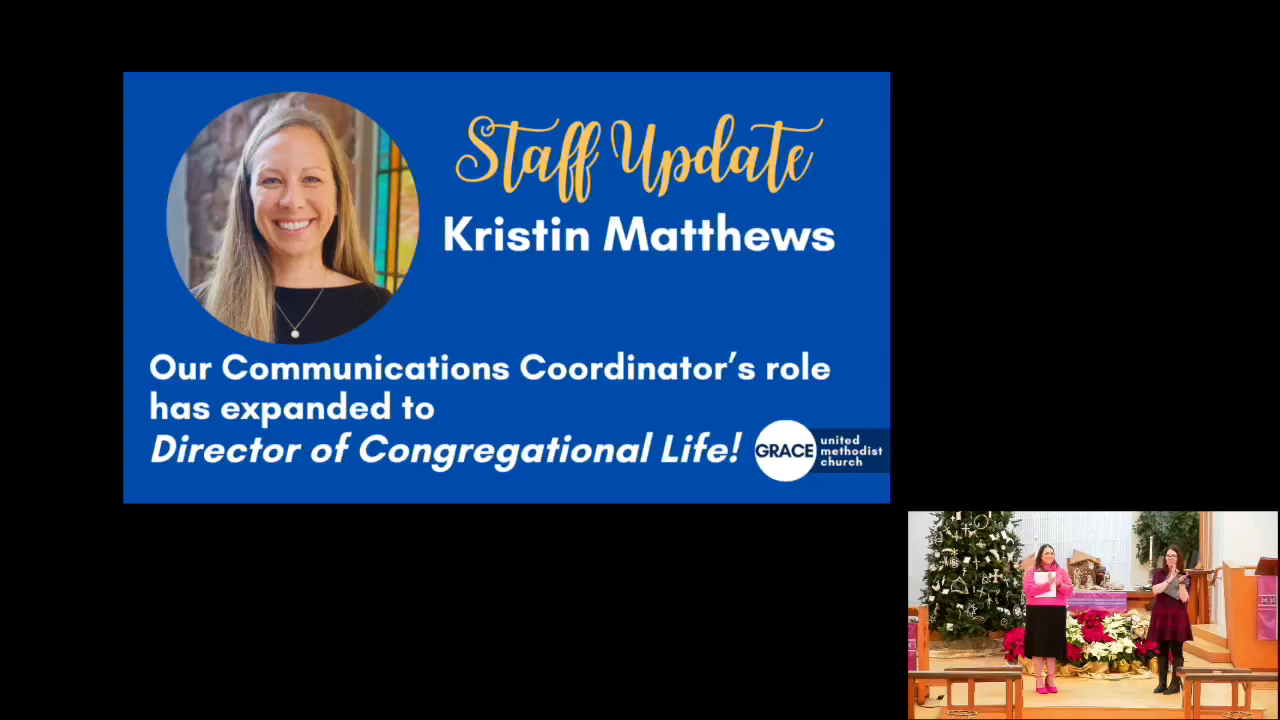 Staff Update
Kristin Matthews
Our Communications Coordinator's role
has expanded to
Director of Congregational Life!
GRACE
united
methodist
church